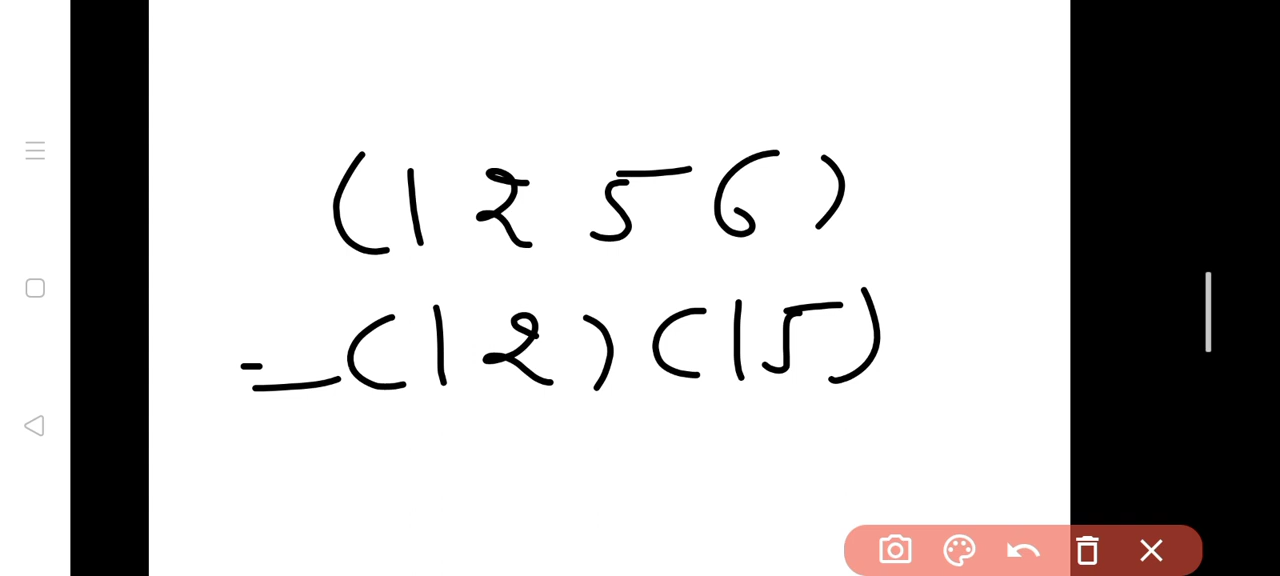 (1 2 5 6)
= (1 2) (1 5)